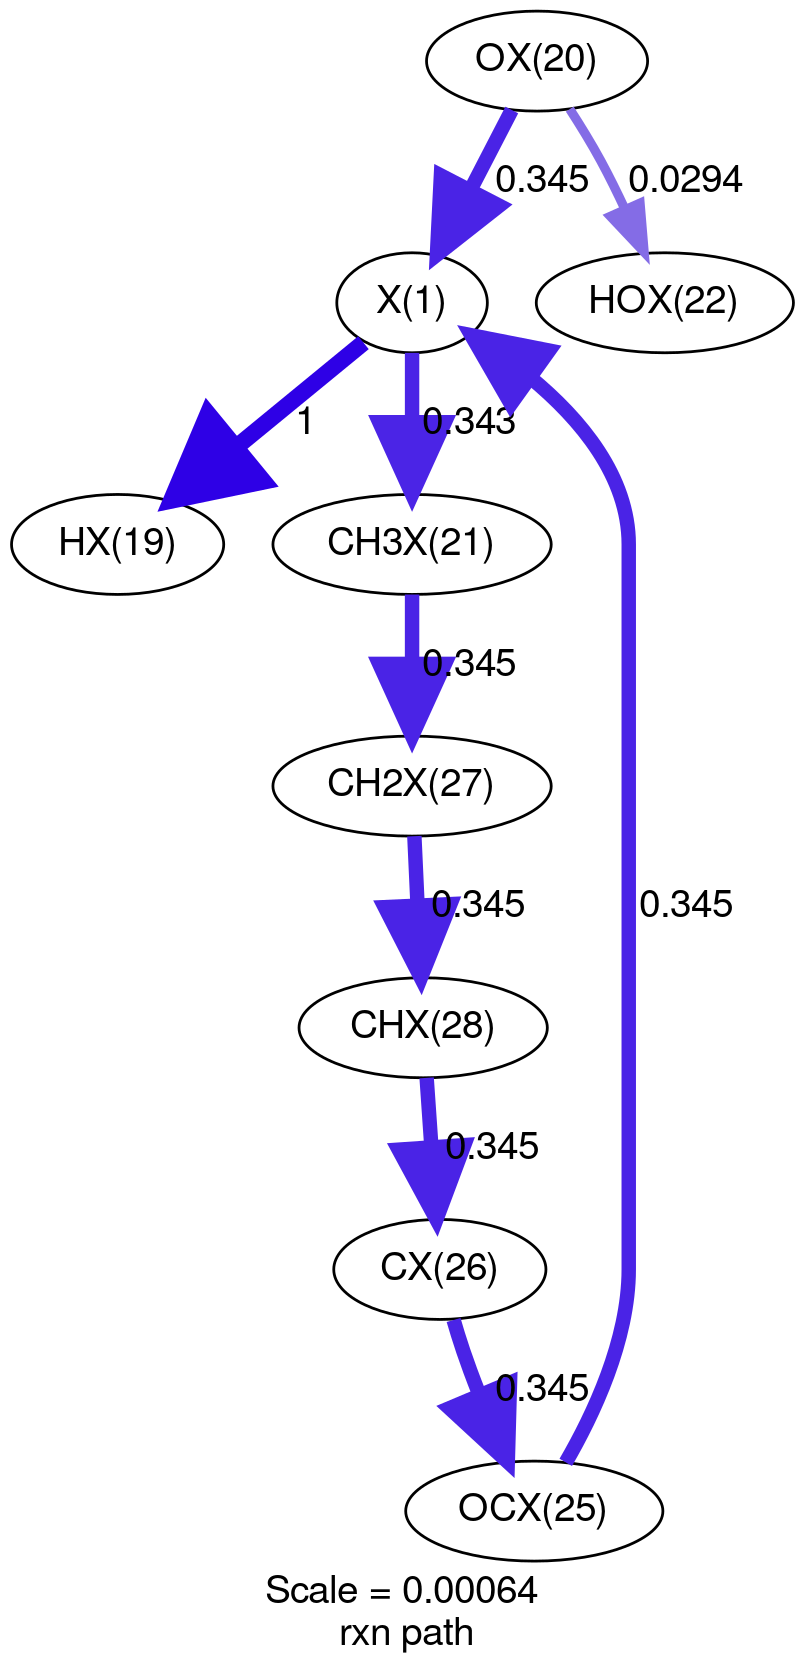 OX(20)
0.345
0.0294
X(1)
HOX(22)
1
0.343
HX(19)
CH3X(21)
0.345
CH2X(27)
0.345
0.345
CHX(28)
0.345
CX(26)
0.345
OCX(25)
Scale = 0.00064
rxn path